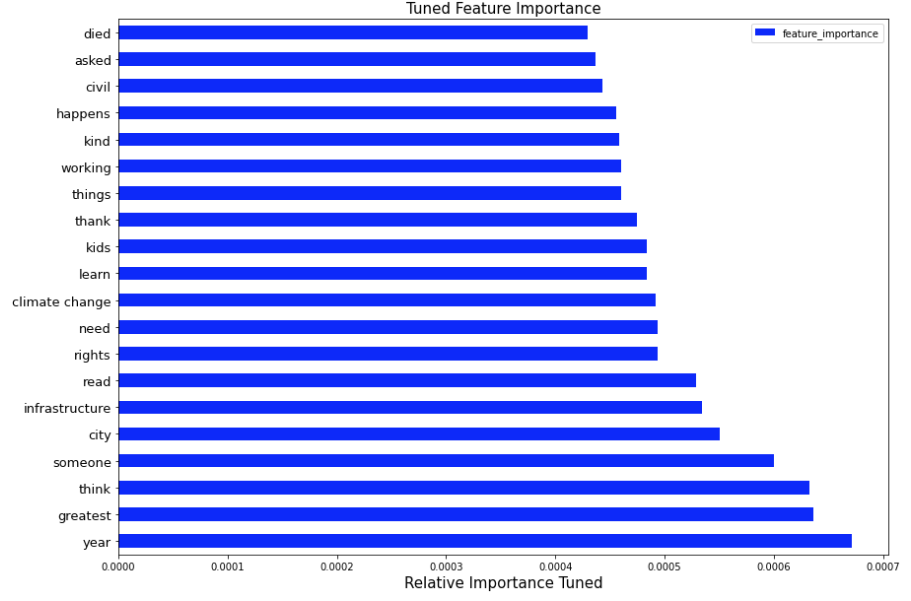 Tuned Feature Importance
feature_importance
died
asked
civil
happens
kind
working
things
thank
kids
learn
climate change
need
rights
read
infrastructure
city
someone
think
greatest
year
0.0000 0.0001 0.0002 0.0003 0.0004 0.0005 0.0006 0.0007
Relative Importance Tuned